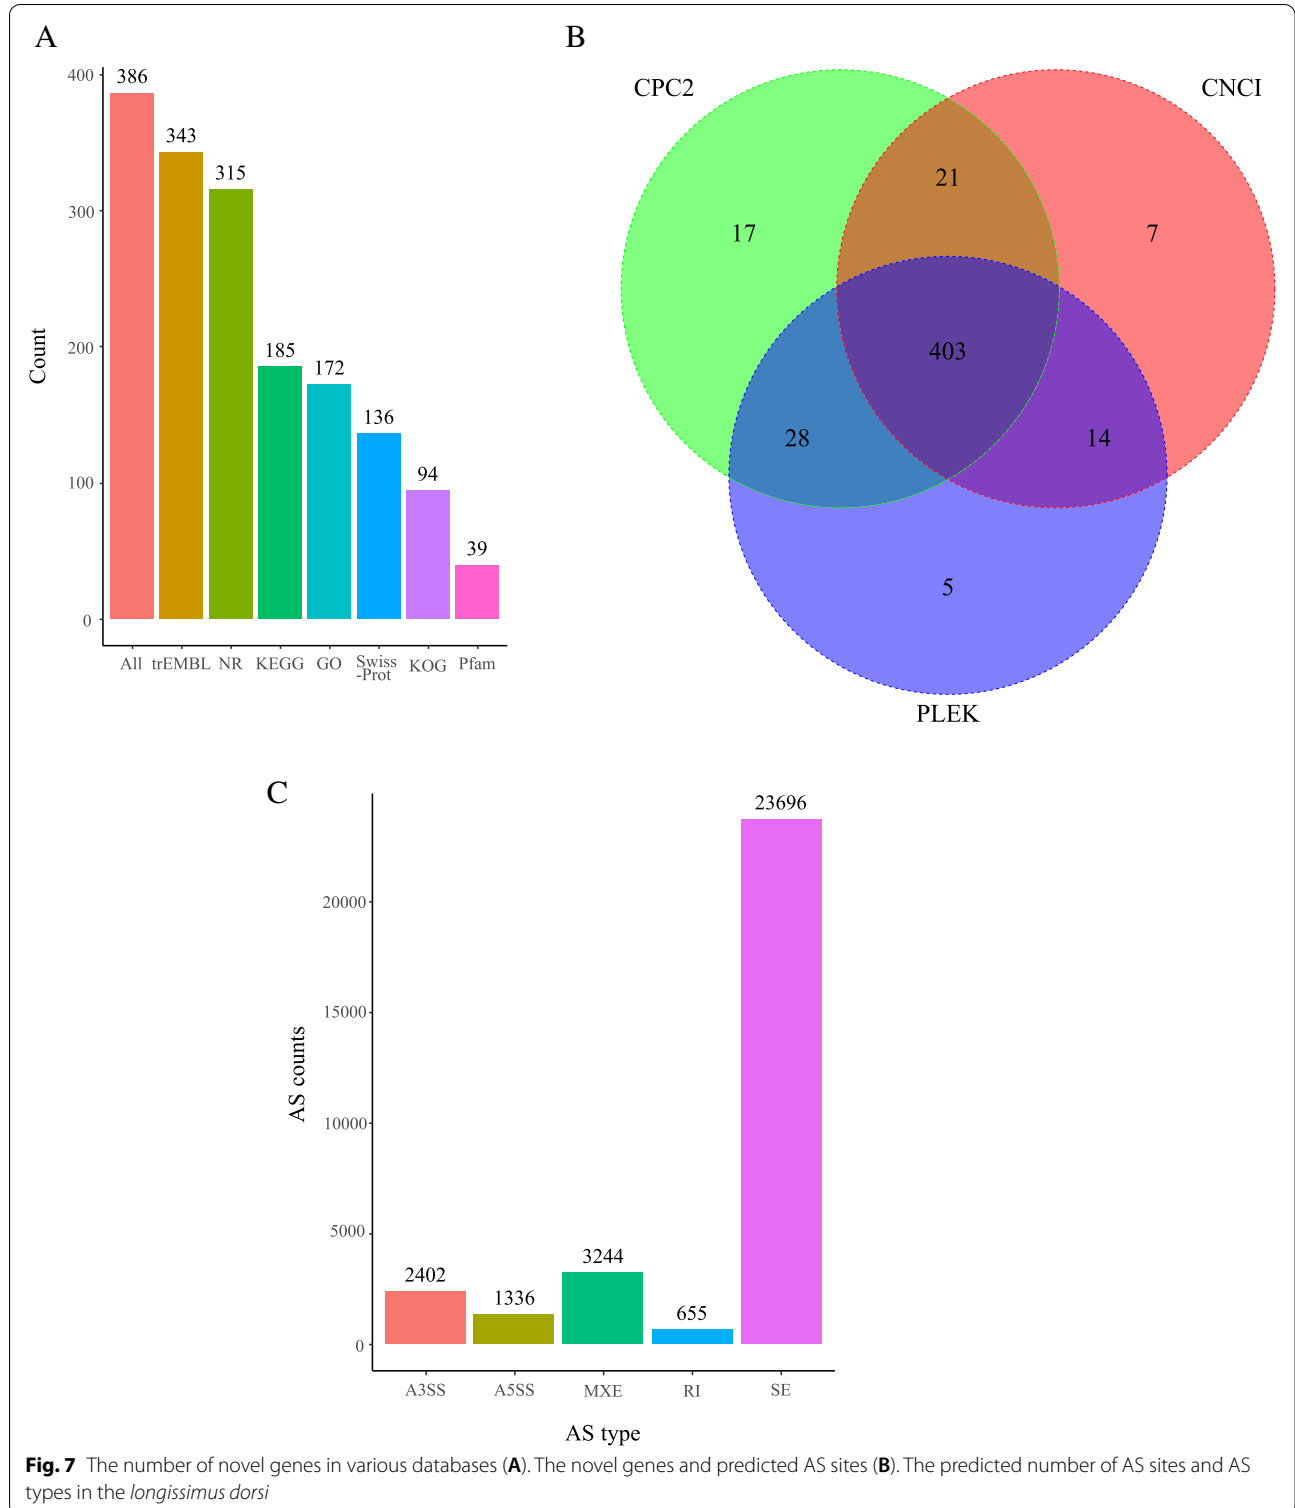 A
400
300
200
100
0
Count
386
343
315
185
172
136
94
39
All trEMBL NR KEGG GO Swiss-Prot KOG Pfam
B
CPC2
CNCI
21
17
7
403
28
14
5
PLEK
C
20000
15000
10000
5000
0
AS counts
2402
1336
3244
655
23696
A3SS A5SS MXE RI SE
AS type
Fig. 7 The number of novel genes in various databases (A). The novel genes and predicted AS sites (B). The predicted number of AS sites and AS
types in the longissimus dorsi